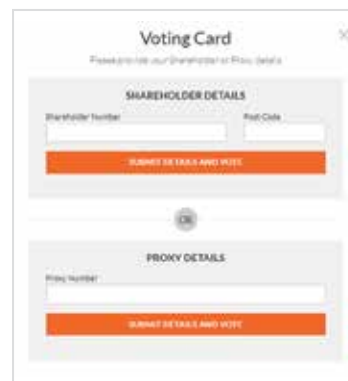 Voting Card
Please provide your Shareholder or Proxy details
SHAREHOLDER DETAILS
Shareholder Number Post Code
SUBMIT DETAILS AND VOTE
OR
PROXY DETAILS
Proxy Number
SUBMIT DETAILS AND VOTE